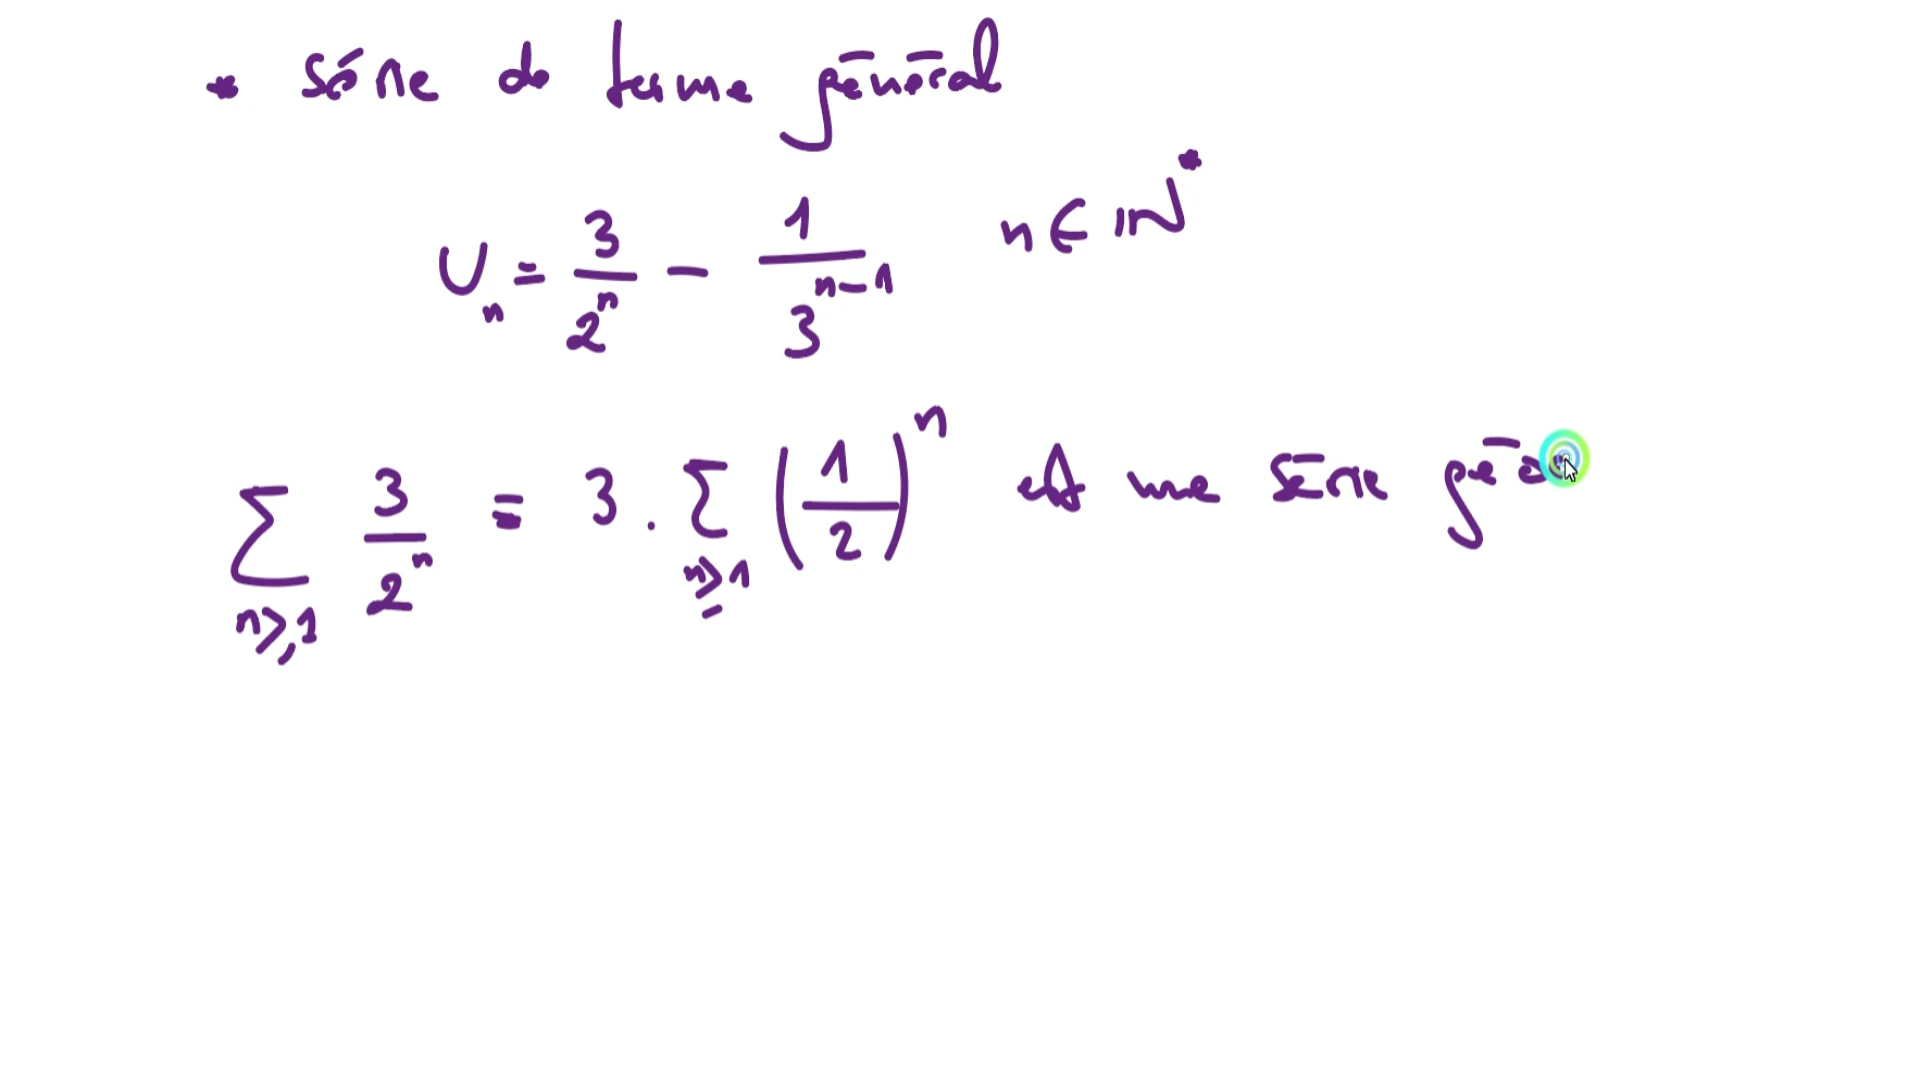 * Série de terme général
Uₙ = 3/2ⁿ - 1/3ⁿ⁻¹ n ∈ ℕ*
∑ₙ≥₁ 3/2ⁿ = 3 . ∑ₙ≥₁ (1/2)ⁿ est une série géo